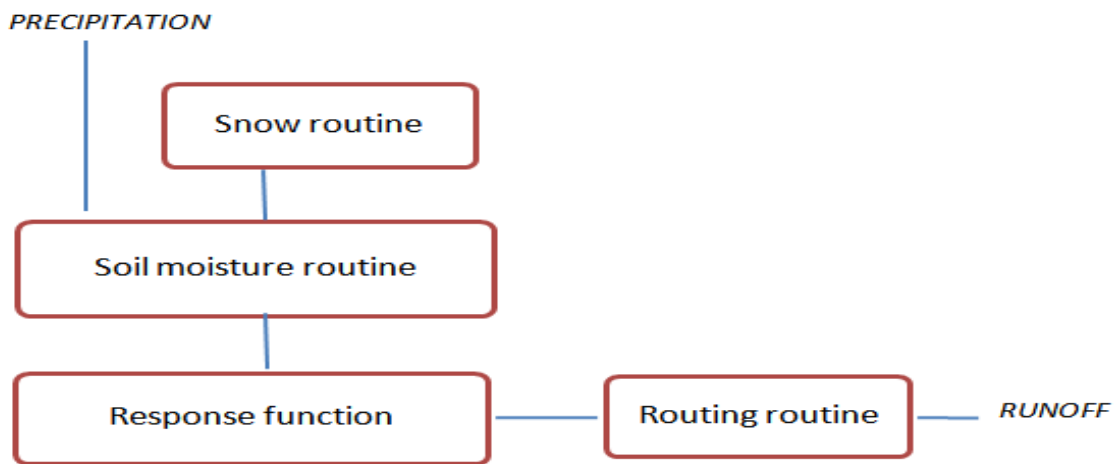 PRECIPITATION
Snow routine
Soil moisture routine
Response function
Routing routine
RUNOFF